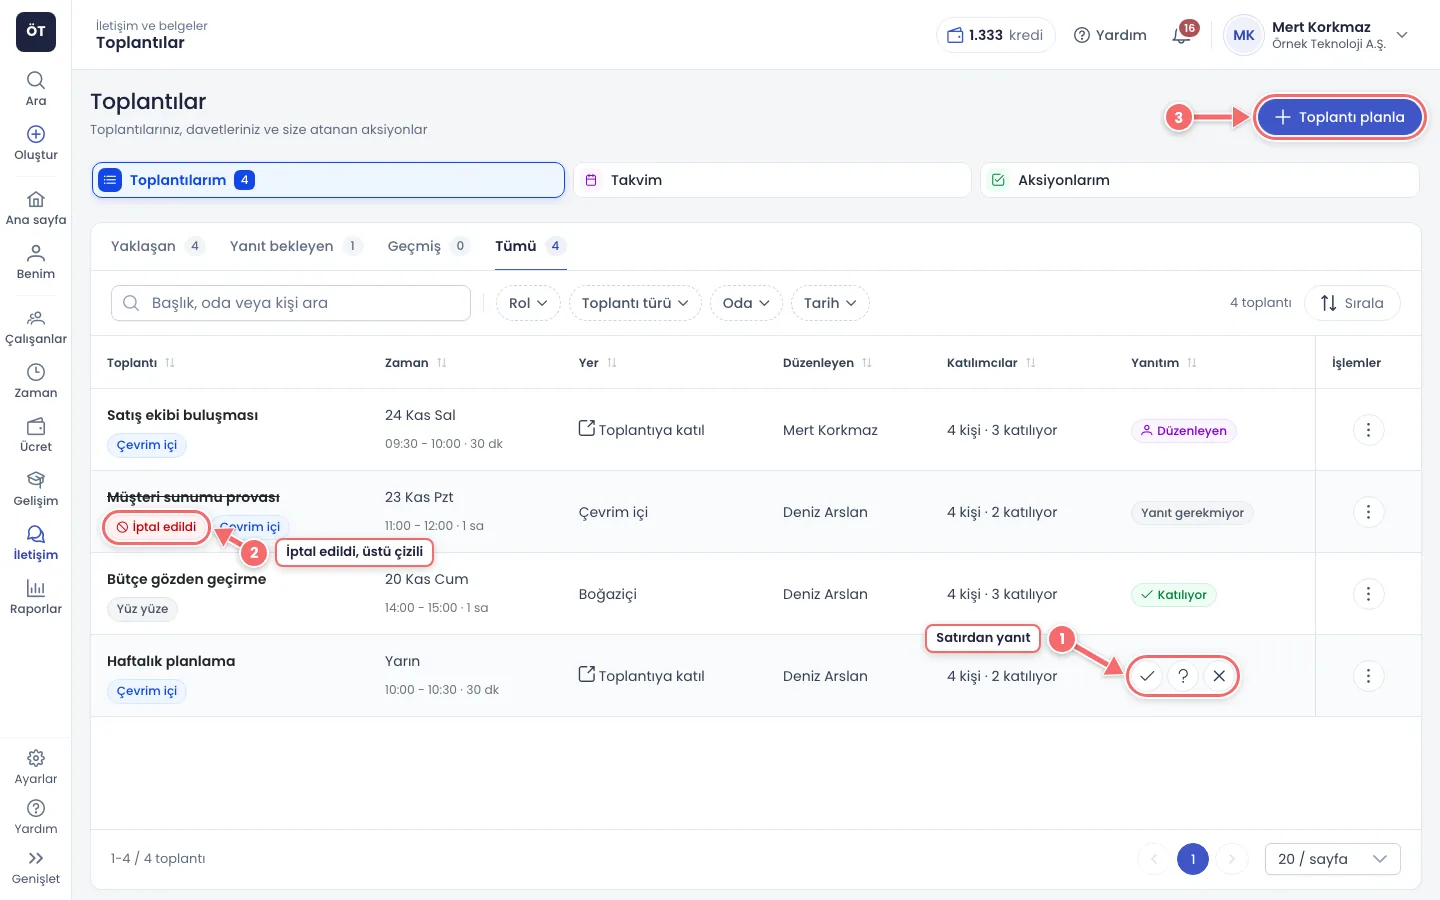 ÖT
Ara
Oluştur
Ana sayfa
Benim
Çalışanlar
Zaman
Ücret
Gelişim
İletişim
Raporlar
Ayarlar
Yardım
Genişlet
İletişim ve belgeler
Toplantılar
1.333 kredi
Yardım
16
MK
Mert Korkmaz
Örnek Teknoloji A.Ş.
Toplantılar
Toplantılarınız, davetleriniz ve size atanan aksiyonlar
3
Toplantı planla
Toplantılarım 4
Takvim
Aksiyonlarım
Yaklaşan 4
Yanıt bekleyen 1
Geçmiş 0
Tümü 4
Başlık, oda veya kişi ara
Rol
Toplantı türü
Oda
Tarih
4 toplantı
Sırala
Toplantı
Zaman
Yer
Düzenleyen
Katılımcılar
Yanıtım
İşlemler
Satış ekibi buluşması
Çevrim içi
24 Kas Sal
09:30 - 10:00 · 30 dk
Toplantıya katıl
Mert Korkmaz
4 kişi · 3 katılıyor
Düzenleyen
Müşteri sunumu provası
İptal edildi
Çevrim içi
23 Kas Pzt
11:00 - 12:00 · 1 sa
Çevrim içi
Deniz Arslan
4 kişi · 2 katılıyor
Yanıt gerekmiyor
2
İptal edildi, üstü çizili
Bütçe gözden geçirme
Yüz yüze
20 Kas Cum
14:00 - 15:00 · 1 sa
Boğaziçi
Deniz Arslan
4 kişi · 3 katılıyor
Katılıyor
Satırdan yanıt
1
Haftalık planlama
Çevrim içi
Yarın
10:00 - 10:30 · 30 dk
Toplantıya katıl
Deniz Arslan
4 kişi · 2 katılıyor
?
1-4 / 4 toplantı
1
20 / sayfa